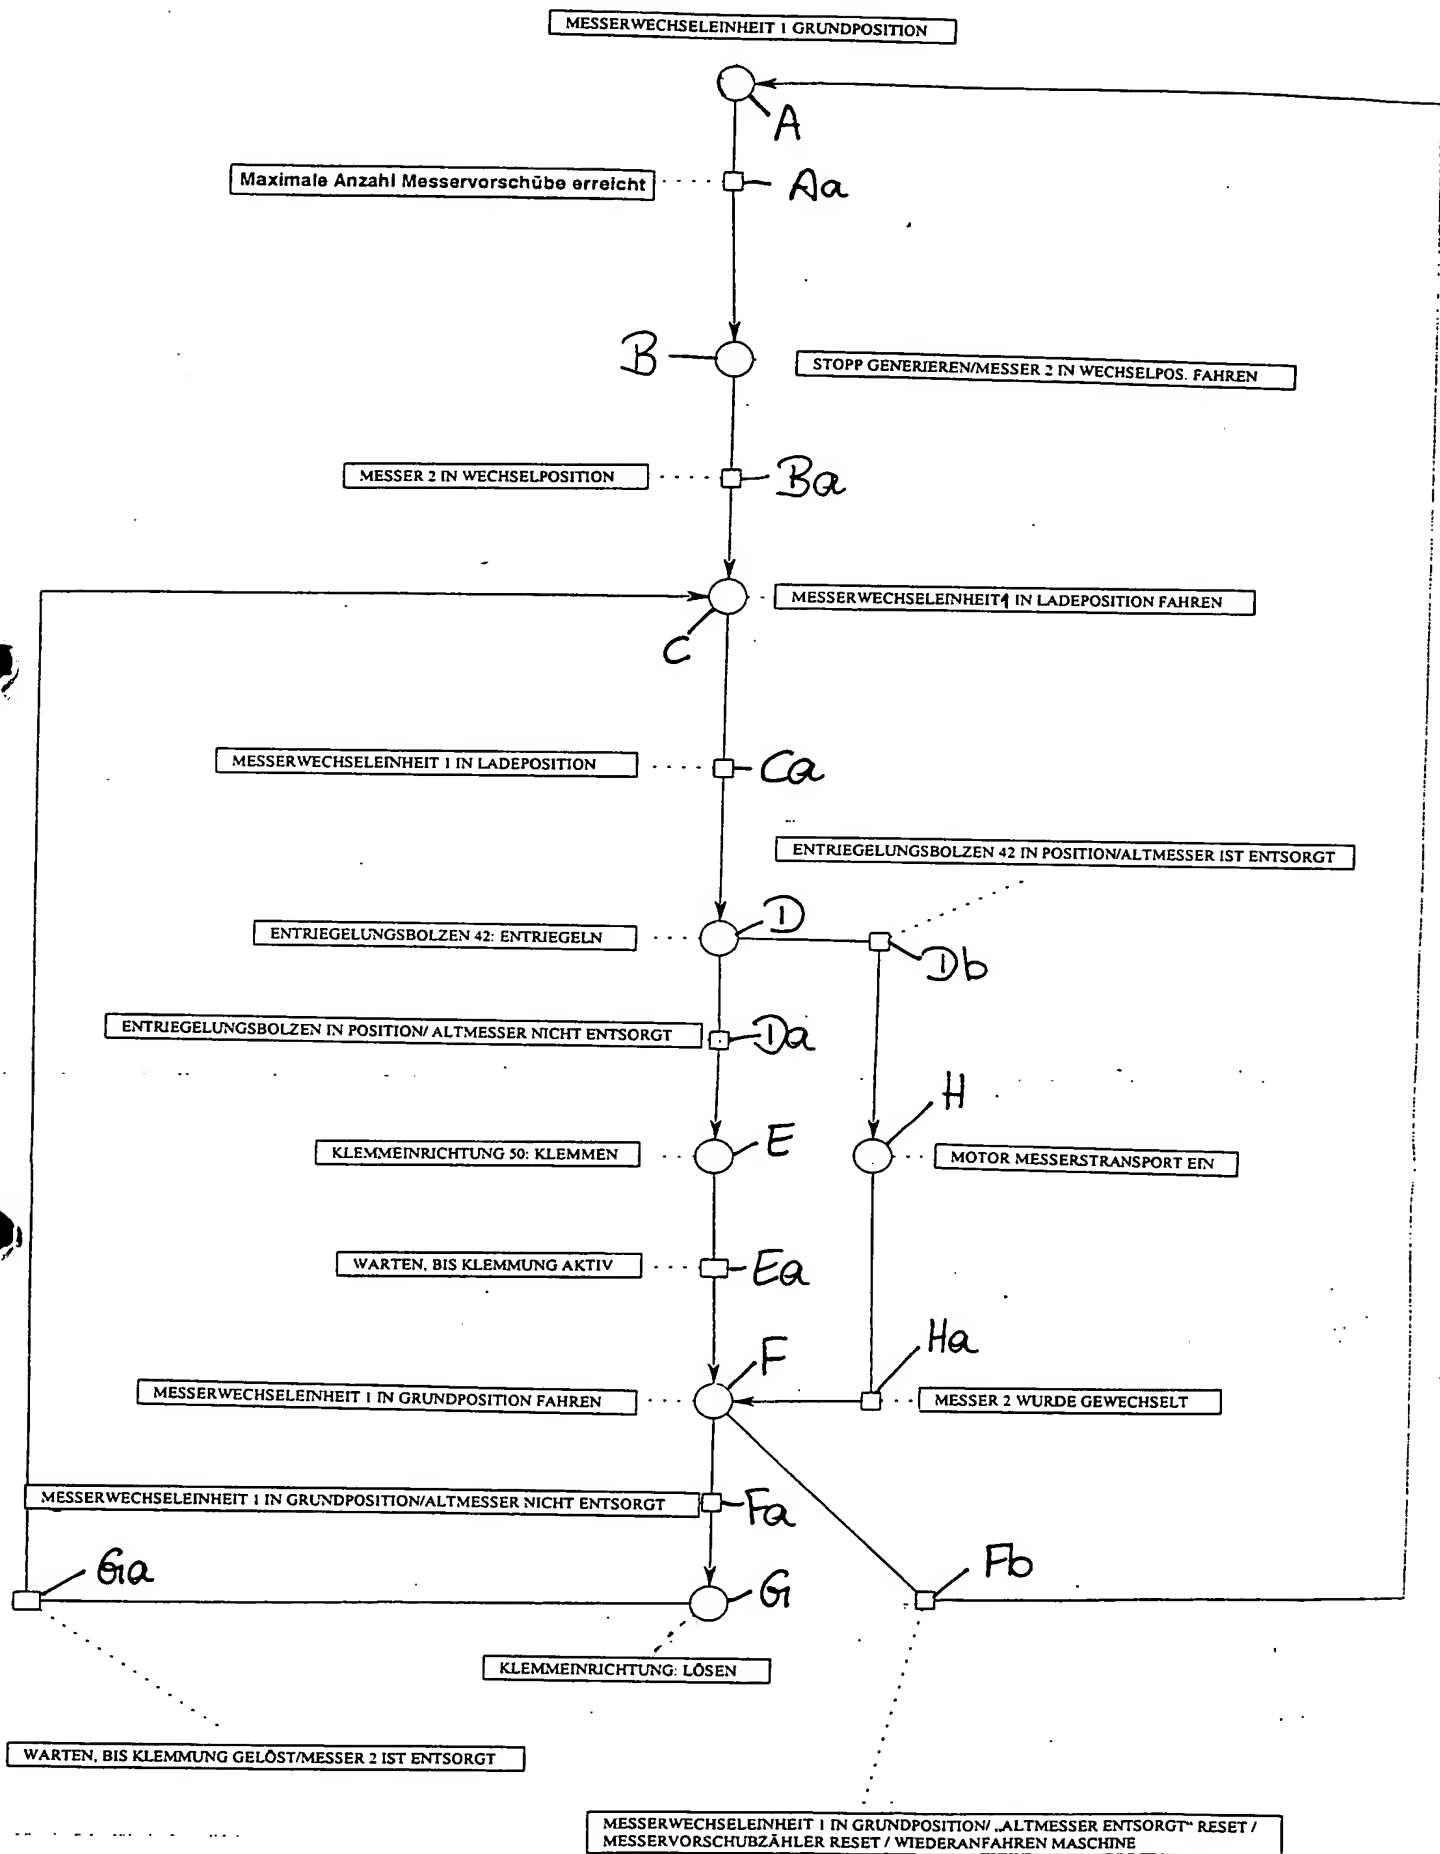 MESSERWECHSELEINHEIT 1 GRUNDPOSITION
A
Maximale Anzahl Messervorschübe erreicht
Aa
B
STOPP GENERIEREN/MESSER 2 IN WECHSELPOS. FAHREN
MESSER 2 IN WECHSELPOSITION
Ba
MESSERWECHSELEINHEIT 1 IN LADEPOSITION FAHREN
C
MESSERWECHSELEINHEIT 1 IN LADEPOSITION
Ca
ENTRIEGELUNGSBOLZEN 42 IN POSITION/ALTMESSER IST ENTSORGT
D
ENTRIEGELUNGSBOLZEN 42: ENTRIEGELN
Db
ENTRIEGELUNGSBOLZEN IN POSITION/ ALTMESSER NICHT ENTSORGT
Da
H
E
KLEMMEINRICHTUNG 50: KLEMMEN
MOTOR MESSERSTRANSPORT EIN
WARTEN, BIS KLEMMUNG AKTIV
Ea
Ha
F
MESSERWECHSELEINHEIT 1 IN GRUNDPOSITION FAHREN
MESSER 2 WURDE GEWECHSELT
MESSERWECHSELEINHEIT 1 IN GRUNDPOSITION/ALTMESSER NICHT ENTSORGT
Fa
Ga
Fb
G
KLEMMEINRICHTUNG: LÖSEN
WARTEN, BIS KLEMMUNG GELÖST/MESSER 2 IST ENTSORGT
MESSERWECHSELEINHEIT 1 IN GRUNDPOSITION/ „ALTMESSER ENTSORGT“ RESET /
MESSERVORSCHUBZÄHLER RESET / WIEDERANFAHREN MASCHINE